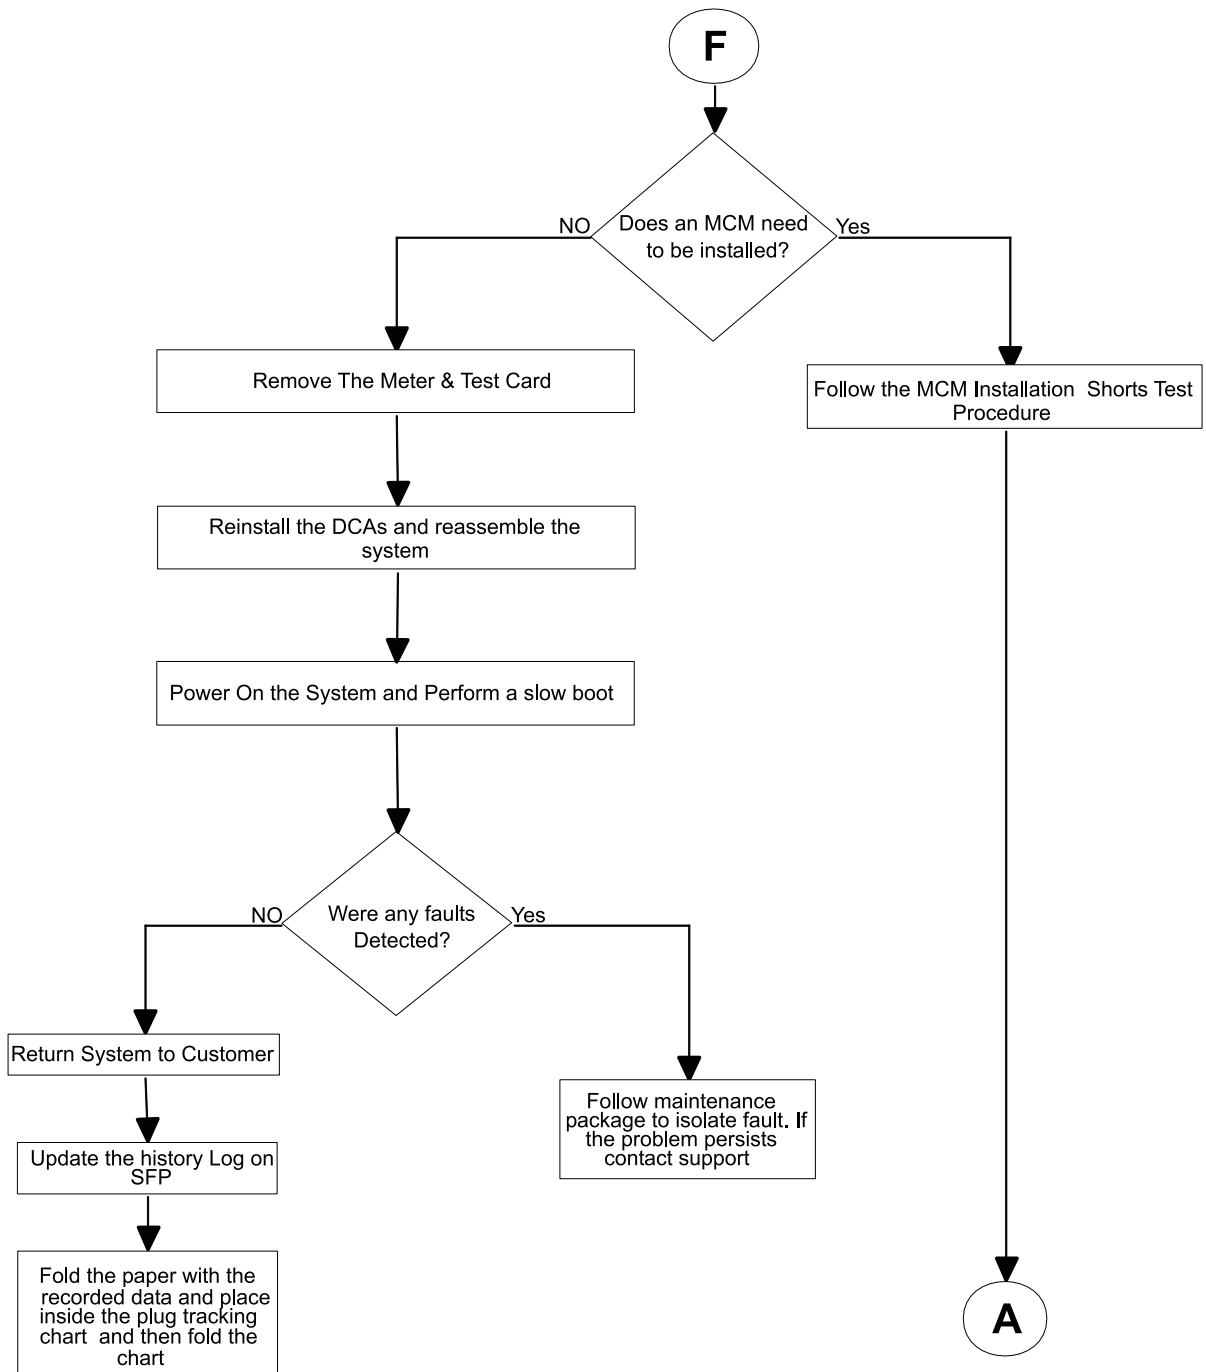 F
Does an MCM need
to be installed?
NO
Yes
Remove The Meter & Test Card
Follow the MCM Installation  Shorts Test
Procedure
Reinstall the DCAs and reassemble the
system
Power On the System and Perform a slow boot
Were any faults
Detected?
NO
Yes
Return System to Customer
Follow maintenance
package to isolate fault. If
the problem persists
contact support
Update the history Log on
SFP
Fold the paper with the
recorded data and place
inside the plug tracking
chart  and then fold the
chart
A